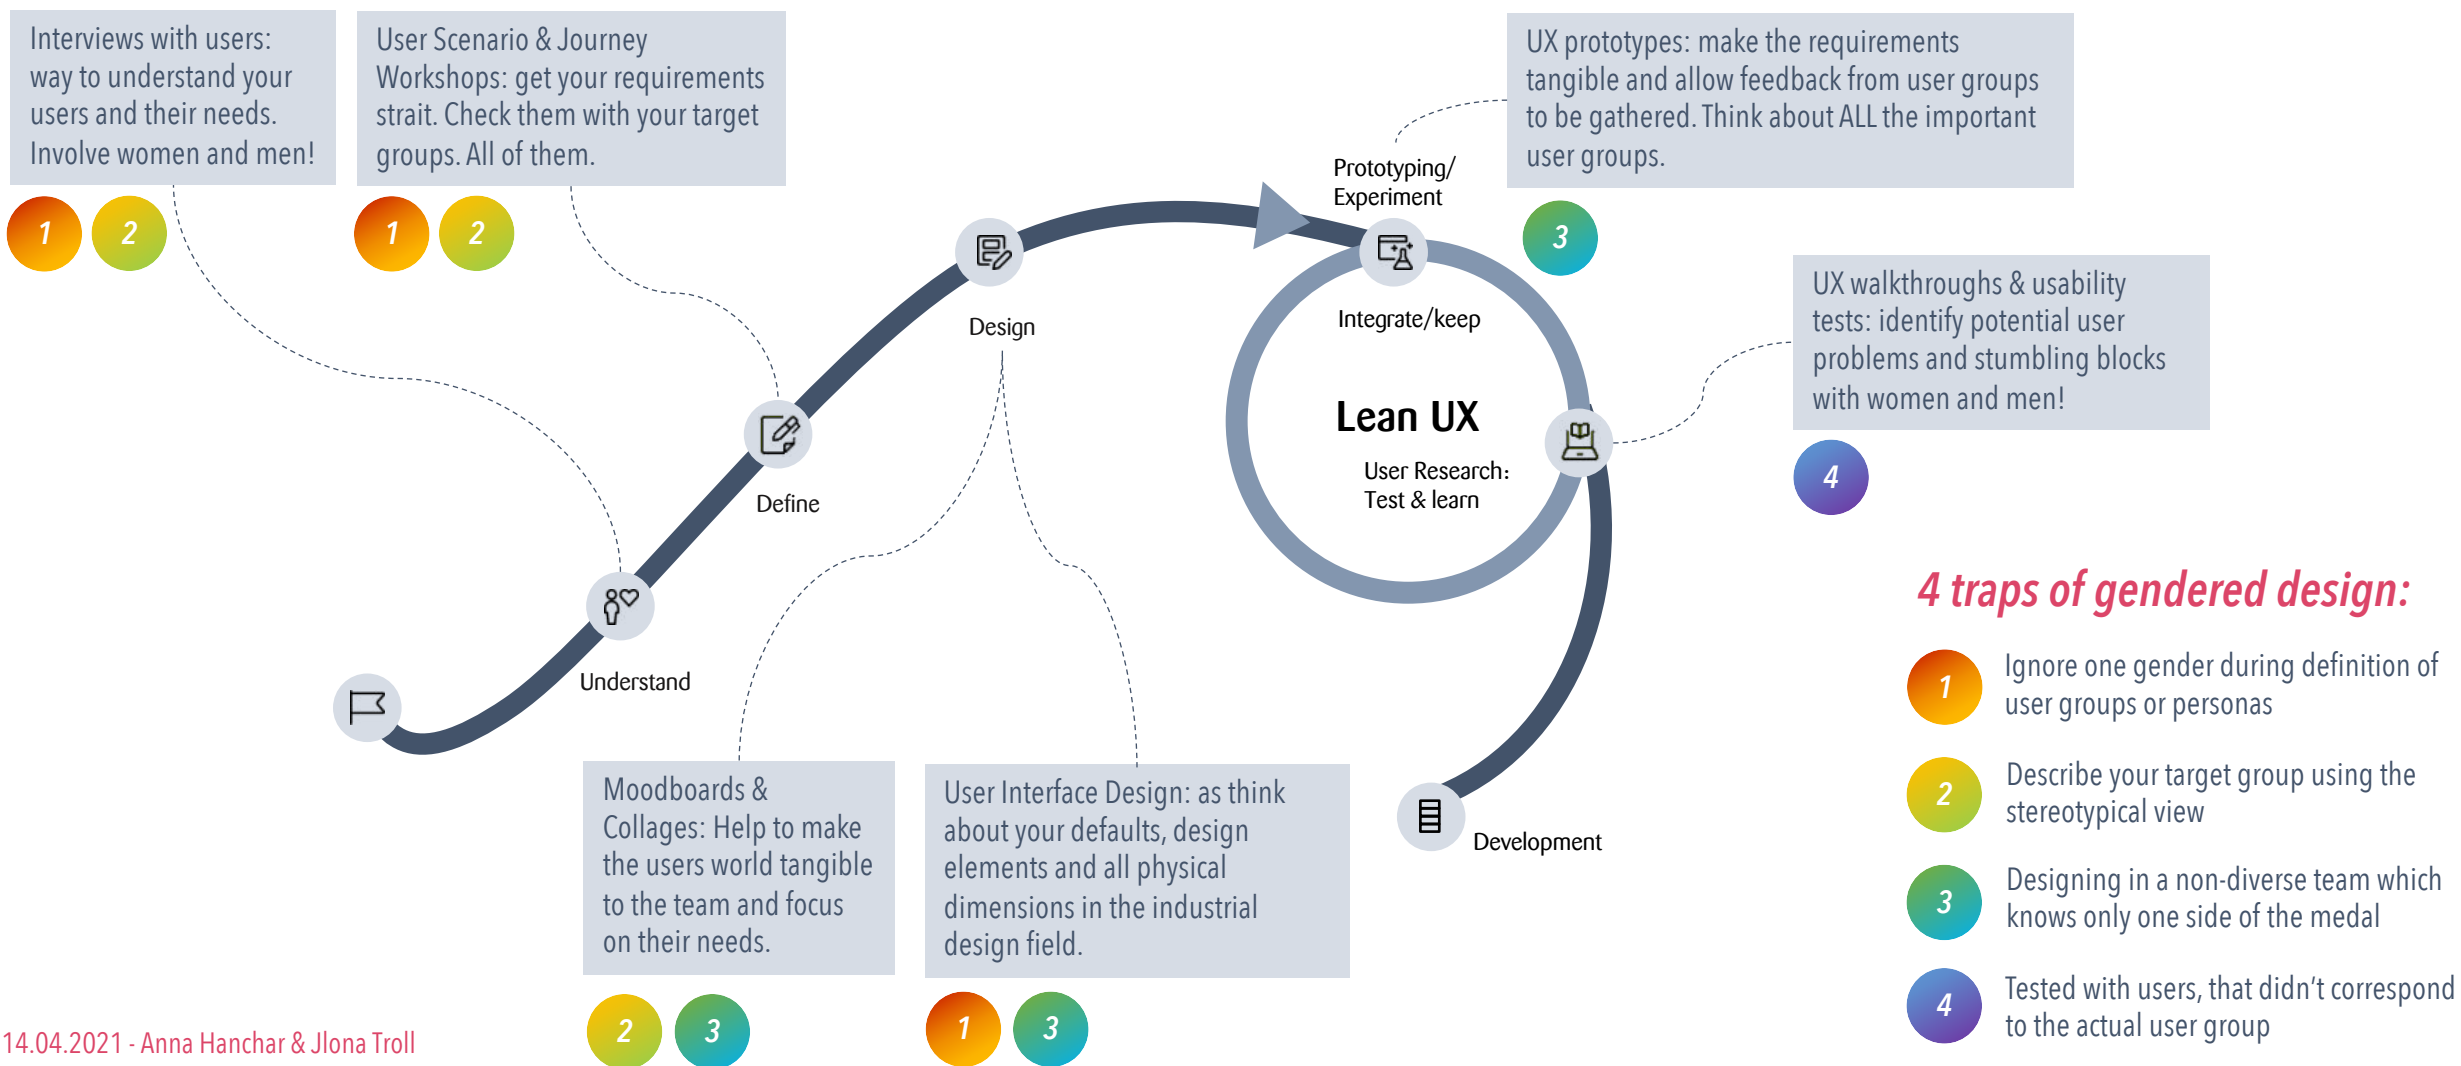 Interviews with users:
way to understand your
users and their needs.
Involve women and men!
1
2
User Scenario & Journey
Workshops: get your requirements
strait. Check them with your target
groups. All of them.
1
2
UX prototypes: make the requirements
tangible and allow feedback from user groups
to be gathered. Think about ALL the important
user groups.
3
Prototyping/
Experiment
Design
Integrate/keep
Lean UX
User Research:
Test & learn
UX walkthroughs & usability
tests: identify potential user
problems and stumbling blocks
with women and men!
4
Define
Understand
Development
Moodboards &
Collages: Help to make
the users world tangible
to the team and focus
on their needs.
2
3
User Interface Design: as think
about your defaults, design
elements and all physical
dimensions in the industrial
design field.
1
3
4 traps of gendered design:
1
Ignore one gender during definition of
user groups or personas
2
Describe your target group using the
stereotypical view
3
Designing in a non-diverse team which
knows only one side of the medal
4
Tested with users, that didn't correspond
to the actual user group
14.04.2021 - Anna Hanchar & Jlona Troll